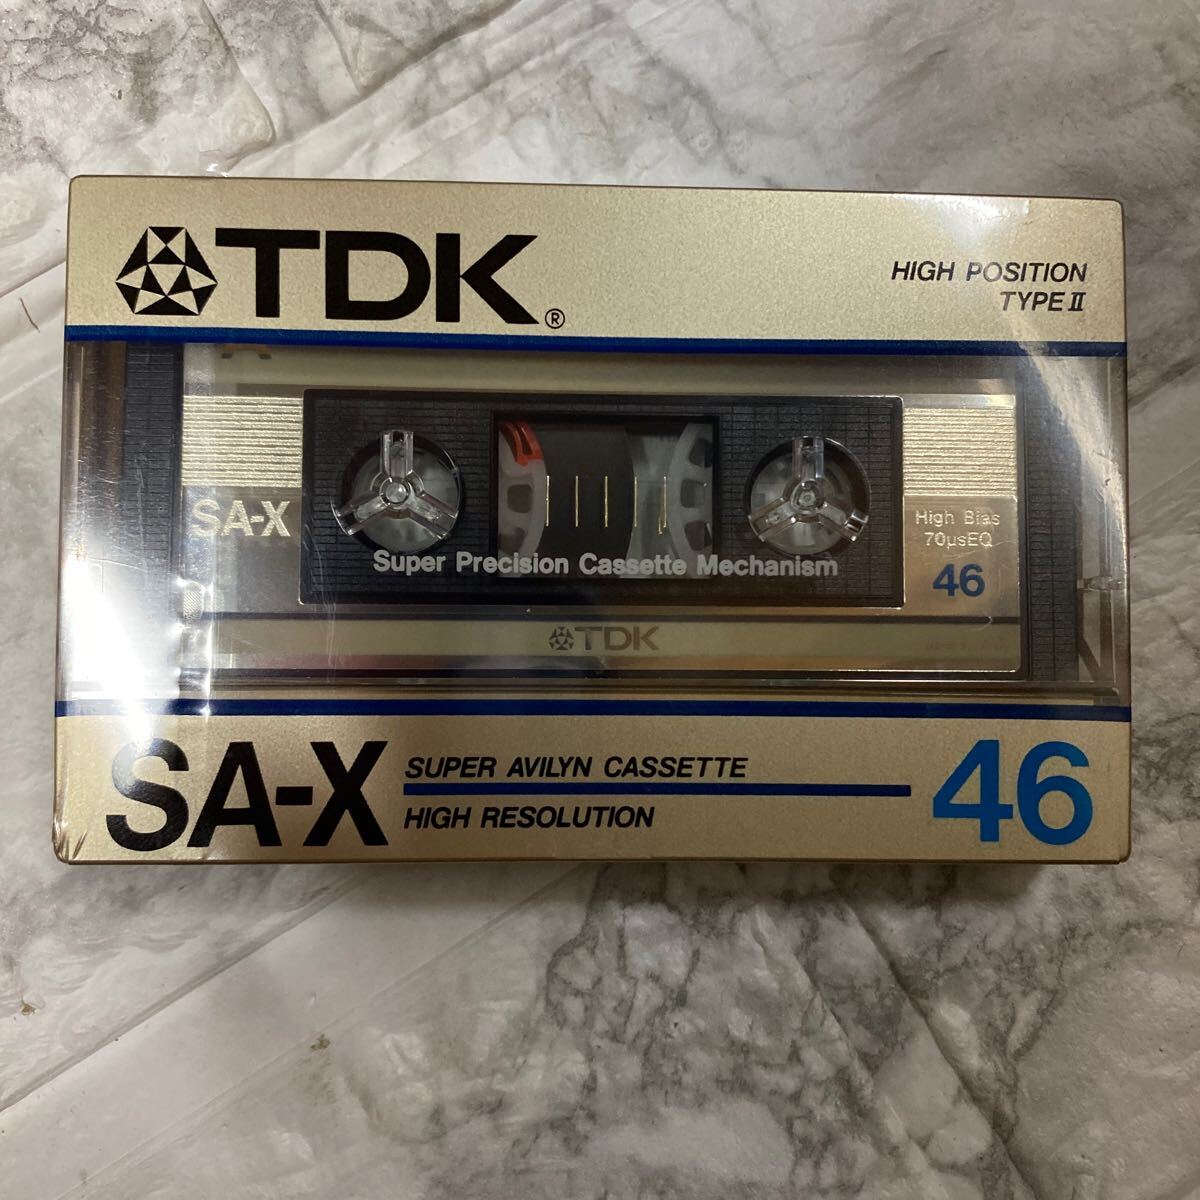 TDK®
HIGH POSITION
TYPE II
A
SA-X
High Bias
70μsEQ
46
Super Precision Cassette Mechanism
TDK
SA-X
SUPER AVILYN CASSETTE
HIGH RESOLUTION
46